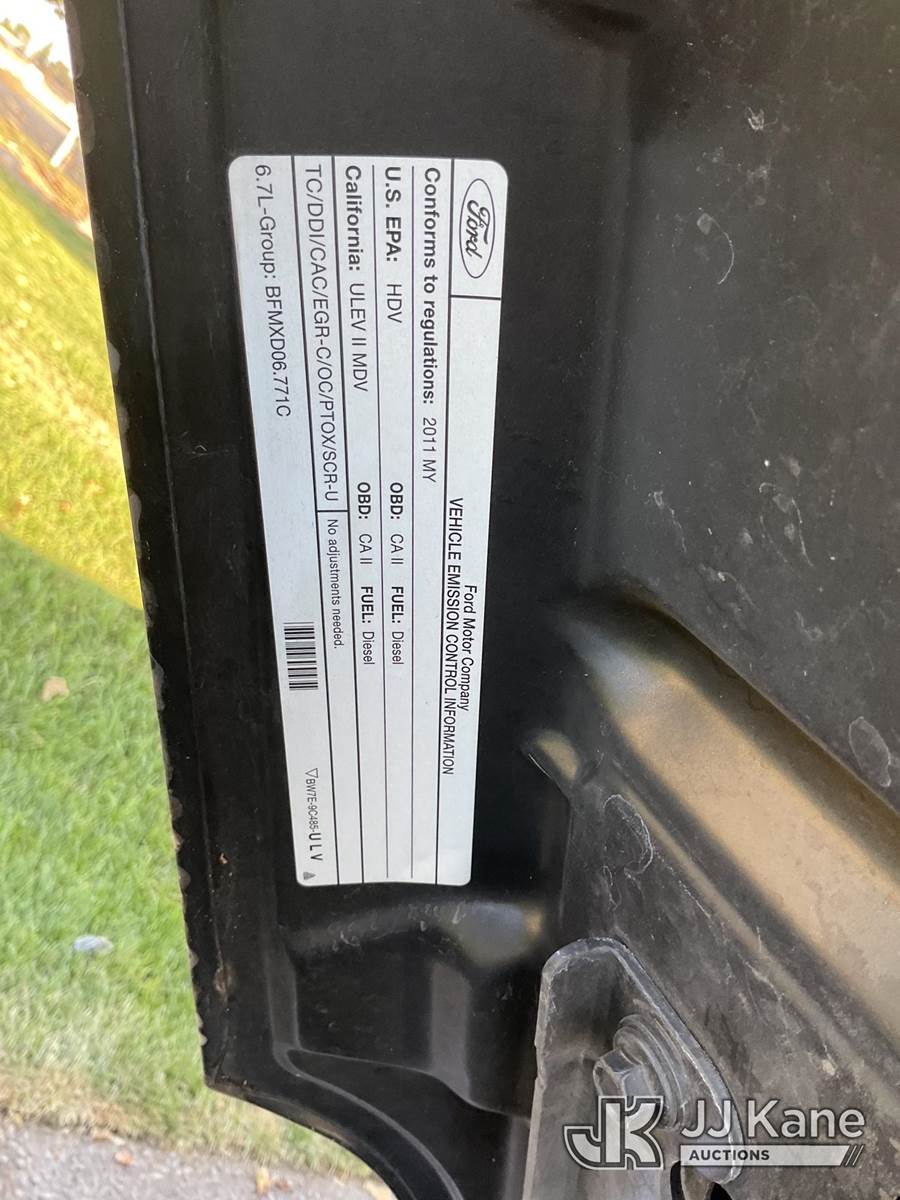 Ford
Ford Motor Company
VEHICLE EMISSION CONTROL INFORMATION
Conforms to regulations: 2011 MY
U.S. EPA: HDV OBD: CA II FUEL: Diesel
California: ULEV II MDV OBD: CA II FUEL: Diesel
TC/DDI/CAC/EGR-C/OC/PTOX/SCR-U No adjustments needed.
6.7L-Group: BFMXD06.771C
BW7E-9C485-ULV
JK JJ Kane
AUCTIONS